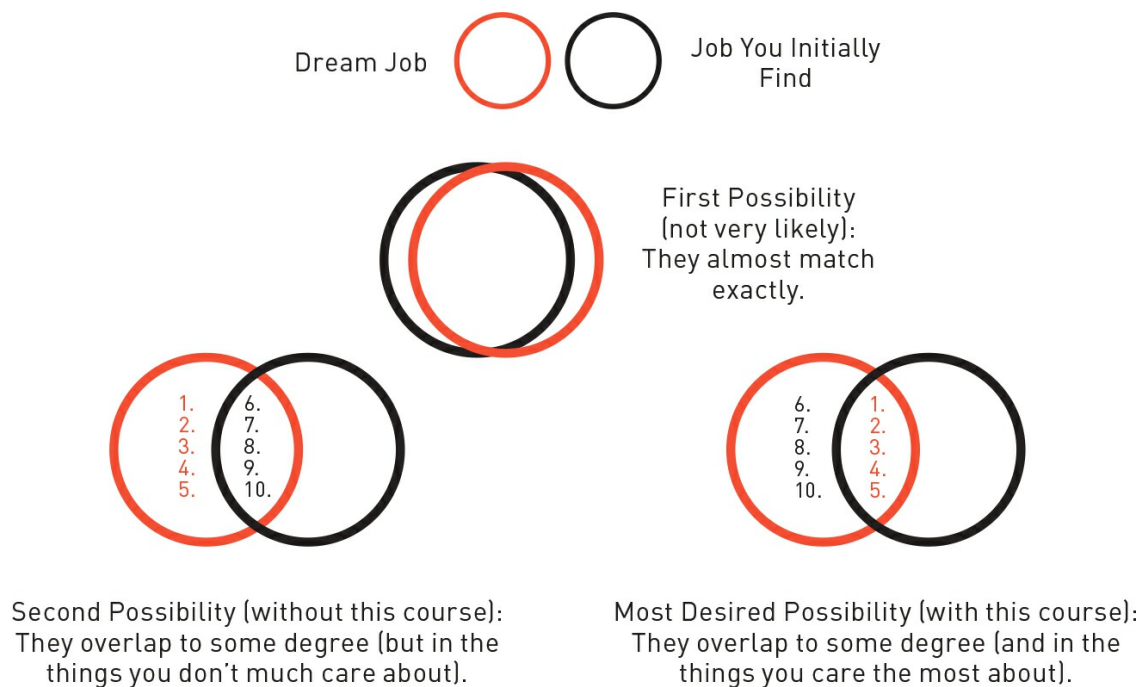 Dream Job
Job You Initially
Find
First Possibility
(not very likely):
They almost match
exactly.
1.
2.
3.
4.
5.
6.
7.
8.
9.
10.
6.
7.
8.
9.
10.
1.
2.
3.
4.
5.
Second Possibility (without this course):
They overlap to some degree (but in the
things you don't much care about).
Most Desired Possibility (with this course):
They overlap to some degree (and in the
things you care the most about).